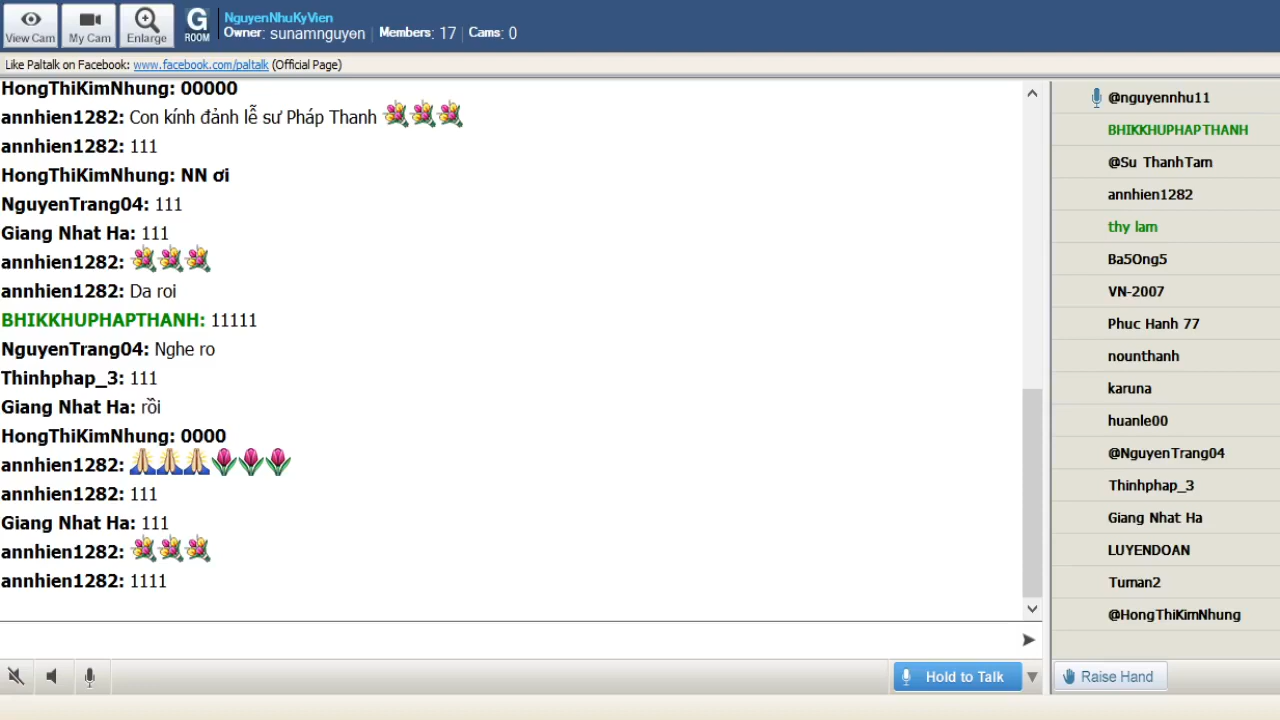 View Cam
My Cam
Enlarge
G
ROOM
NguyenNhuKyVien
Owner: sunamnguyen | Members: 17 | Cams: 0
Like Paltalk on Facebook: www.facebook.com/paltalk (Official Page)
HongThiKimNhung: 00000
annhien1282: Con kính đảnh lễ sư Pháp Thanh
annhien1282: 111
HongThiKimNhung: NN ơi
NguyenTrang04: 111
Giang Nhat Ha: 111
annhien1282:
annhien1282: Da roi
BHIKKHUPHAPTHANH: 11111
NguyenTrang04: Nghe ro
Thinhphap_3: 111
Giang Nhat Ha: rồi
HongThiKimNhung: 0000
annhien1282:
annhien1282: 111
Giang Nhat Ha: 111
annhien1282:
annhien1282: 1111
@nguyennhu11
BHIKKHUPHAPTHANH
@Su ThanhTam
annhien1282
thy lam
Ba5Ong5
VN-2007
Phuc Hanh 77
nounthanh
karuna
huanle00
@NguyenTrang04
Thinhphap_3
Giang Nhat Ha
LUYENDOAN
Tuman2
@HongThiKimNhung
Hold to Talk
Raise Hand